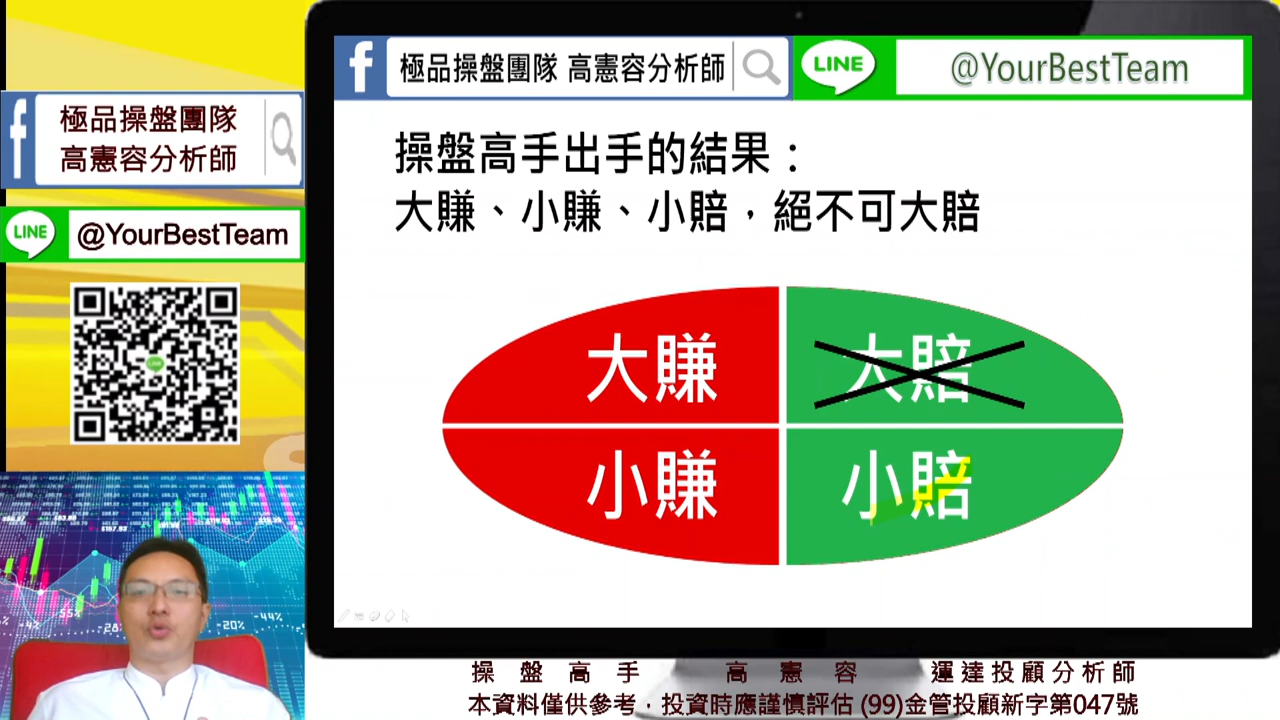 極品操盤團隊
高憲容分析師
LINE
@YourBestTeam
極品操盤團隊 高憲容分析師
LINE
@YourBestTeam
操盤高手出手的結果：
大賺、小賺、小賠，絕不可大賠
大賺
大賠
小賺
小賠
操盤高手 高憲容 運達投顧分析師
本資料僅供參考，投資時應謹慎評估 (99)金管投顧新字第047號